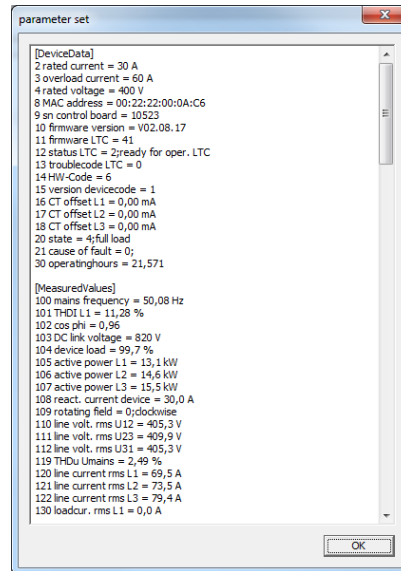 parameter set
[DeviceData]
2 rated current = 30 A
3 overload current = 60 A
4 rated voltage = 400 V
8 MAC address = 00:22:22:00:0A:C6
9 sn control board = 10523
10 firmware version = V02.08.17
11 firmware LTC = 41
12 status LTC = 2;ready for oper. LTC
13 troublecode LTC = 0
14 HW-Code = 6
15 version devicecode = 1
16 CT offset L1 = 0,00 mA
17 CT offset L2 = 0,00 mA
18 CT offset L3 = 0,00 mA
20 state = 4;full load
21 cause of fault = 0;
30 operatinghours = 21,571
[MeasuredValues]
100 mains frequency = 50,08 Hz
101 THDI L1 = 11,28 %
102 cos phi = 0,96
103 DC link voltage = 820 V
104 device load = 99,7 %
105 active power L1 = 13,1 kW
106 active power L2 = 14,6 kW
107 active power L3 = 15,5 kW
108 react. current device = 30,0 A
109 rotating field = 0;clockwise
110 line volt. rms U12 = 405,3 V
111 line volt. rms U23 = 409,9 V
112 line volt. rms U31 = 405,3 V
119 THDu Umains = 2,49 %
120 line current rms L1 = 69,5 A
121 line current rms L2 = 73,5 A
122 line current rms L3 = 79,4 A
130 loadcur. rms L1 = 0,0 A
OK